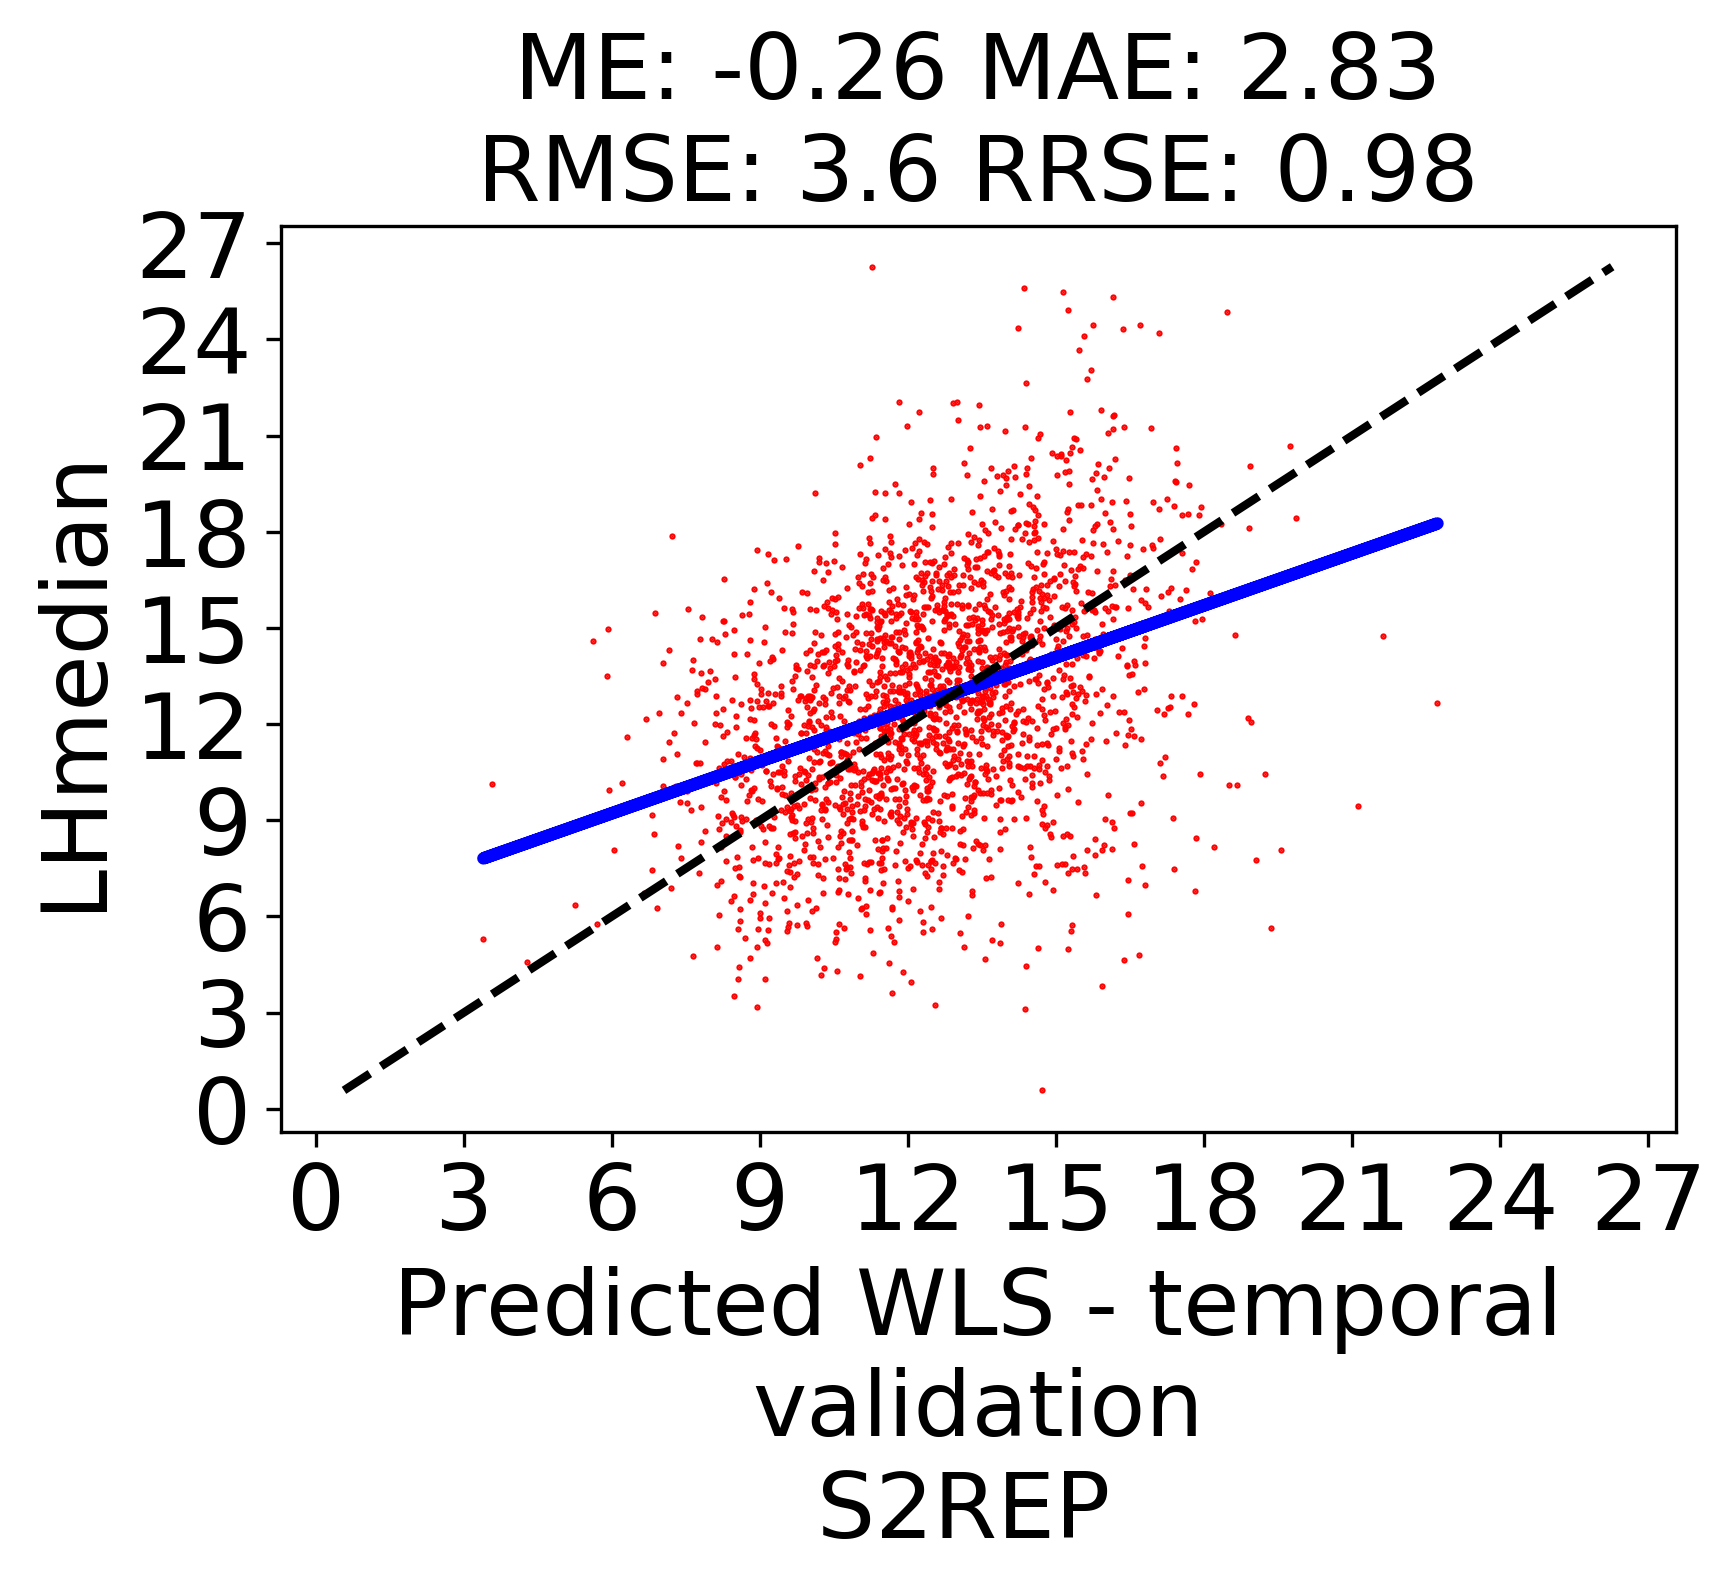 ME: -0.26 MAE: 2.83
RMSE: 3.6 RRSE: 0.98
27
24
21
18
15
12
9
6
3
0
LHmedian
0 3 6 9 12 15 18 21 24 27
Predicted WLS - temporal
validation
S2REP